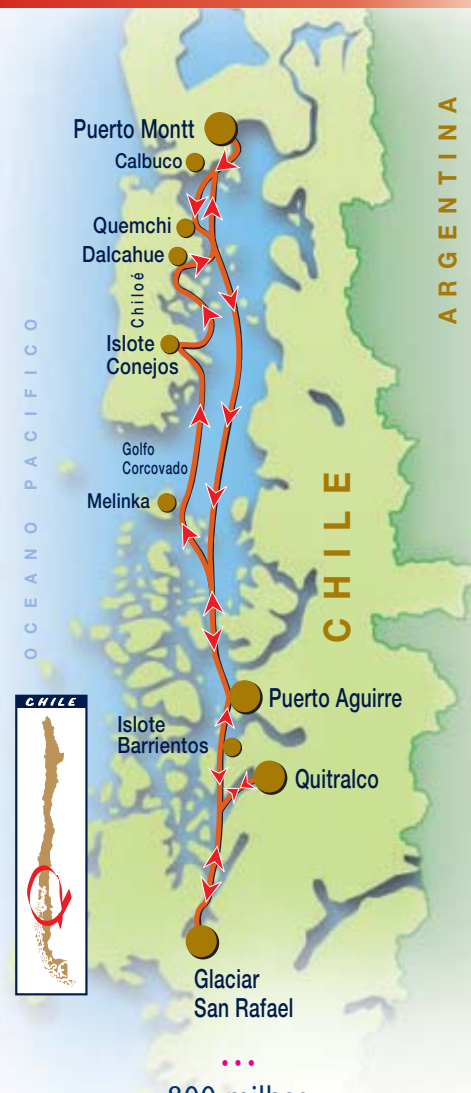 Puerto Montt
Calbuco
ARGENTINA
Quemchi
Dalcahue
Chiloé
Islote
Conejos
OCEANO PACIFICO
Golfo
Corcovado
Melinka
CHILE
CHILE
Puerto Aguirre
Islote
Barrientos
Quitralco
Glaciar
San Rafael
...